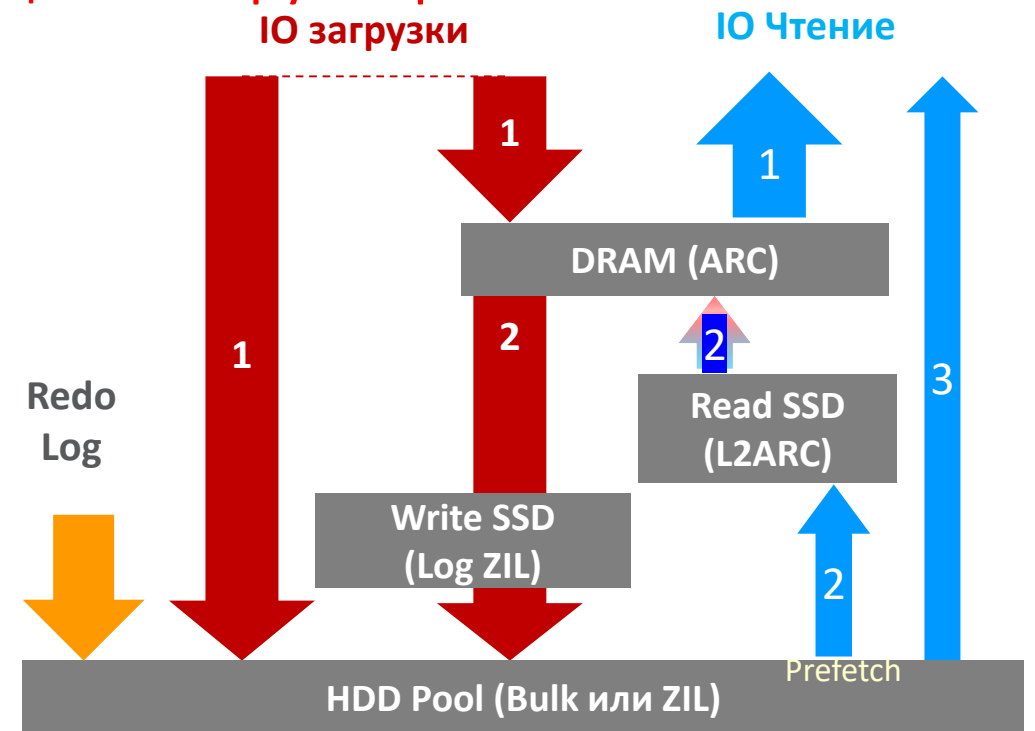 IO загрузки
IO Чтение
1
1
DRAM (ARC)
1
2
2
3
Redo
Log
Read SSD
(L2ARC)
Write SSD
(Log ZIL)
2
Prefetch
HDD Pool (Bulk или ZIL)